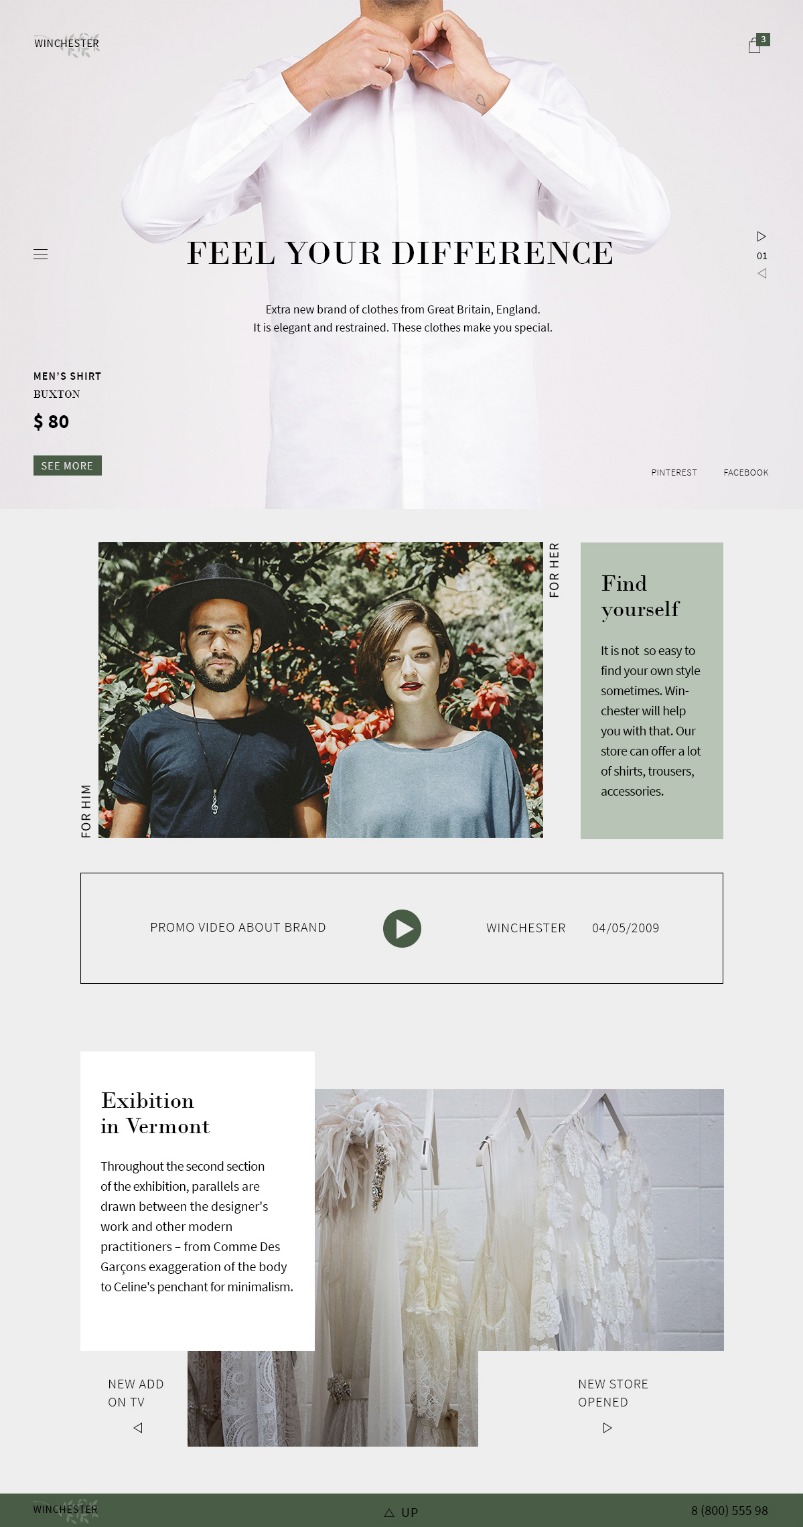 WINCHESTER
3
FEEL YOUR DIFFERENCE
01
Extra new brand of clothes from Great Britain, England.
It is elegant and restrained. These clothes make you special.
MEN'S SHIRT
BUXTON
$ 80
SEE MORE
PINTEREST FACEBOOK
FOR HIM
FOR HER
Find
yourself
It is not so easy to
find your own style
sometimes. Win-
chester will help
you with that. Our
store can offer a lot
of shirts, trousers,
accessories.
PROMO VIDEO ABOUT BRAND WINCHESTER 04/05/2009
Exibition
in Vermont
Throughout the second section
of the exhibition, parallels are
drawn between the designer's
work and other modern
practitioners – from Comme Des
Garçons exaggeration of the body
to Celine's penchant for minimalism.
NEW ADD
ON TV
NEW STORE
OPENED
WINCHESTER
UP
8 (800) 555 98